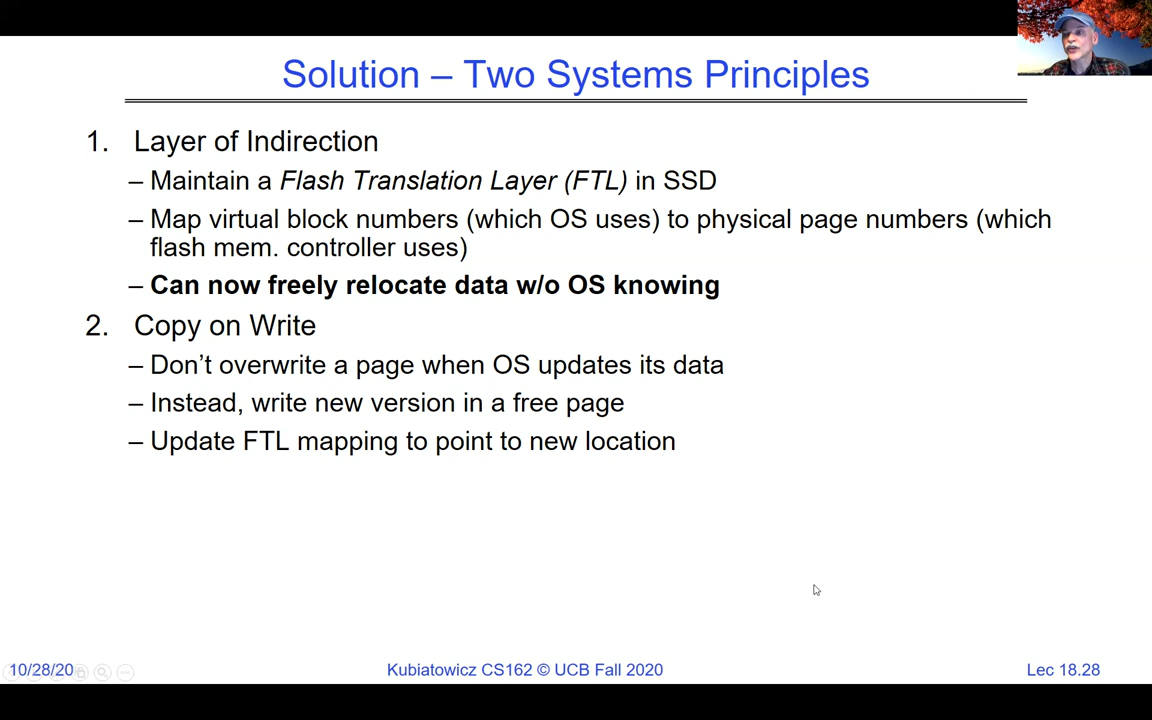 Solution – Two Systems Principles
1. Layer of Indirection
– Maintain a Flash Translation Layer (FTL) in SSD
– Map virtual block numbers (which OS uses) to physical page numbers (which
flash mem. controller uses)
– Can now freely relocate data w/o OS knowing
2. Copy on Write
– Don’t overwrite a page when OS updates its data
– Instead, write new version in a free page
– Update FTL mapping to point to new location
10/28/20
Kubiatowicz CS162 © UCB Fall 2020
Lec 18.28